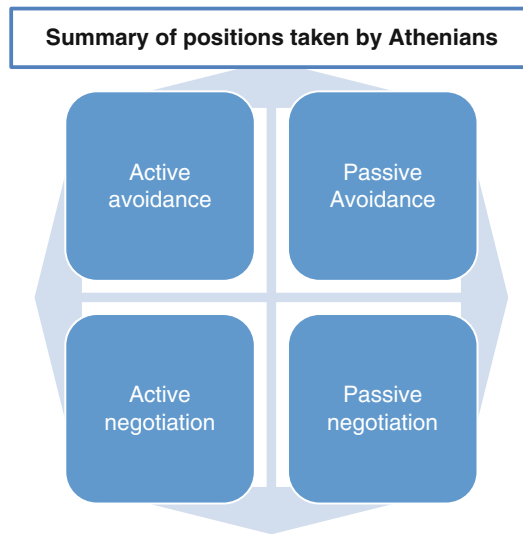 Summary of positions taken by Athenians
Active
avoidance
Passive
Avoidance
Active
negotiation
Passive
negotiation